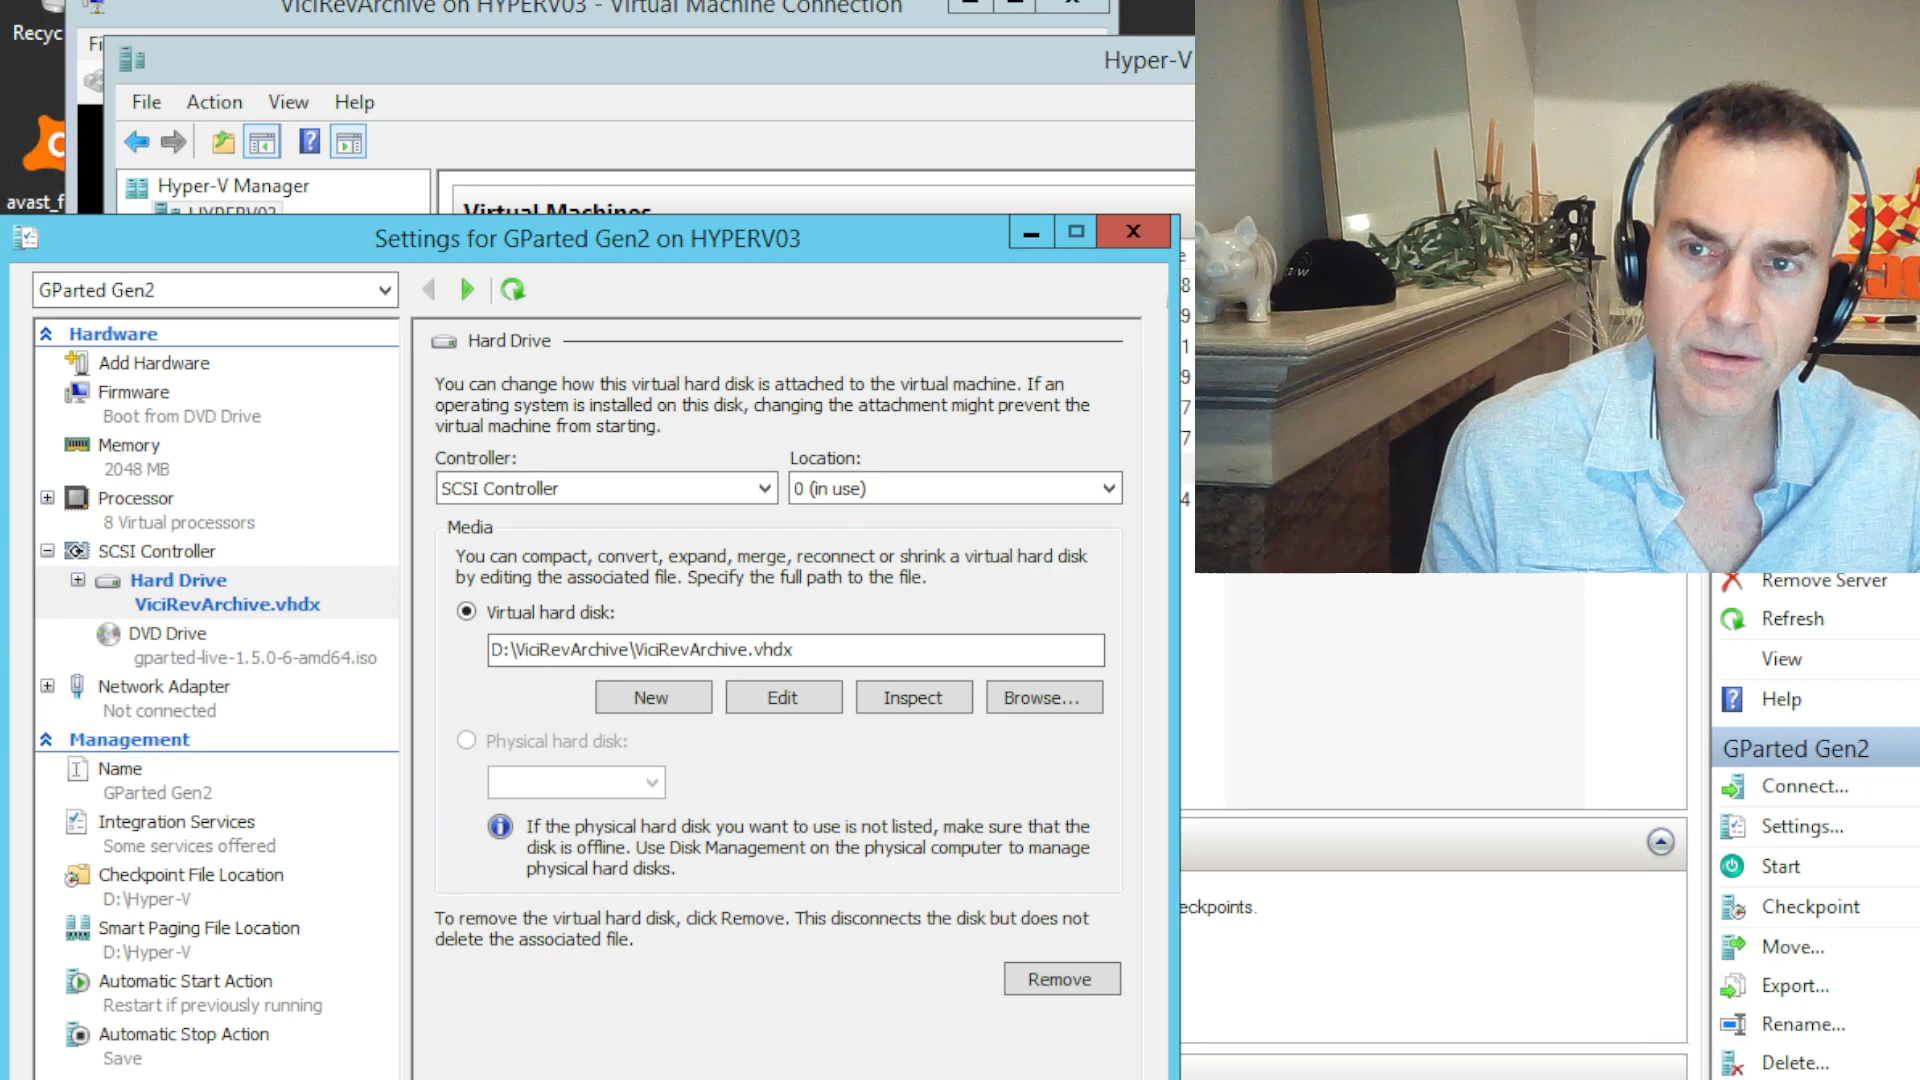 ViciRevArchive on HYPERV03 - Virtual Machine Connection
Recyc
Fi
Hyper-V
File Action View Help
avast_f
Hyper-V Manager
HYPERV03
Virtual Machines
Settings for GParted Gen2 on HYPERV03
GParted Gen2
Hardware
Add Hardware
Firmware
Boot from DVD Drive
Memory
2048 MB
Processor
8 Virtual processors
SCSI Controller
Hard Drive
ViciRevArchive.vhdx
DVD Drive
gparted-live-1.5.0-6-amd64.iso
Network Adapter
Not connected
Management
Name
GParted Gen2
Integration Services
Some services offered
Checkpoint File Location
D:\Hyper-V
Smart Paging File Location
D:\Hyper-V
Automatic Start Action
Restart if previously running
Automatic Stop Action
Save
Hard Drive
You can change how this virtual hard disk is attached to the virtual machine. If an
operating system is installed on this disk, changing the attachment might prevent the
virtual machine from starting.
Controller: Location:
SCSI Controller 0 (in use)
Media
You can compact, convert, expand, merge, reconnect or shrink a virtual hard disk
by editing the associated file. Specify the full path to the file.
Virtual hard disk:
D:\ViciRevArchive\ViciRevArchive.vhdx
New Edit Inspect Browse...
Physical hard disk:
If the physical hard disk you want to use is not listed, make sure that the
disk is offline. Use Disk Management on the physical computer to manage
physical hard disks.
To remove the virtual hard disk, click Remove. This disconnects the disk but does not
delete the associated file.
Remove
e
8
9
1
9
7
7
4
eckpoints.
Remove Server
Refresh
View
Help
GParted Gen2
Connect...
Settings...
Start
Checkpoint
Move...
Export...
Rename...
Delete...